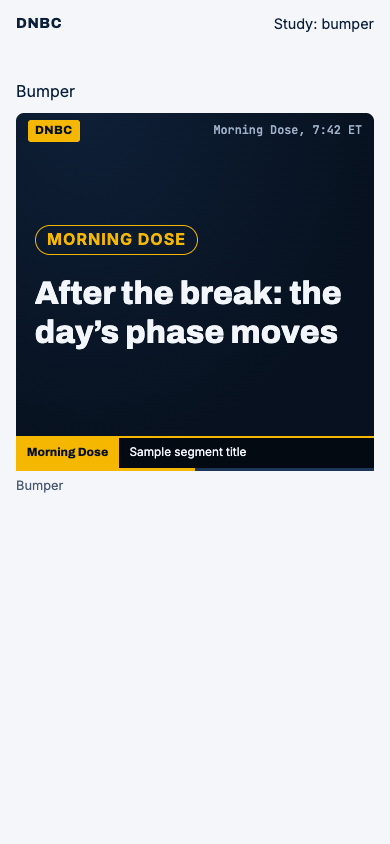 DNBC
Study: bumper
Bumper
DNBC
Morning Dose, 7:42 ET
MORNING DOSE
After the break: the
day’s phase moves
Morning Dose
Sample segment title
Bumper